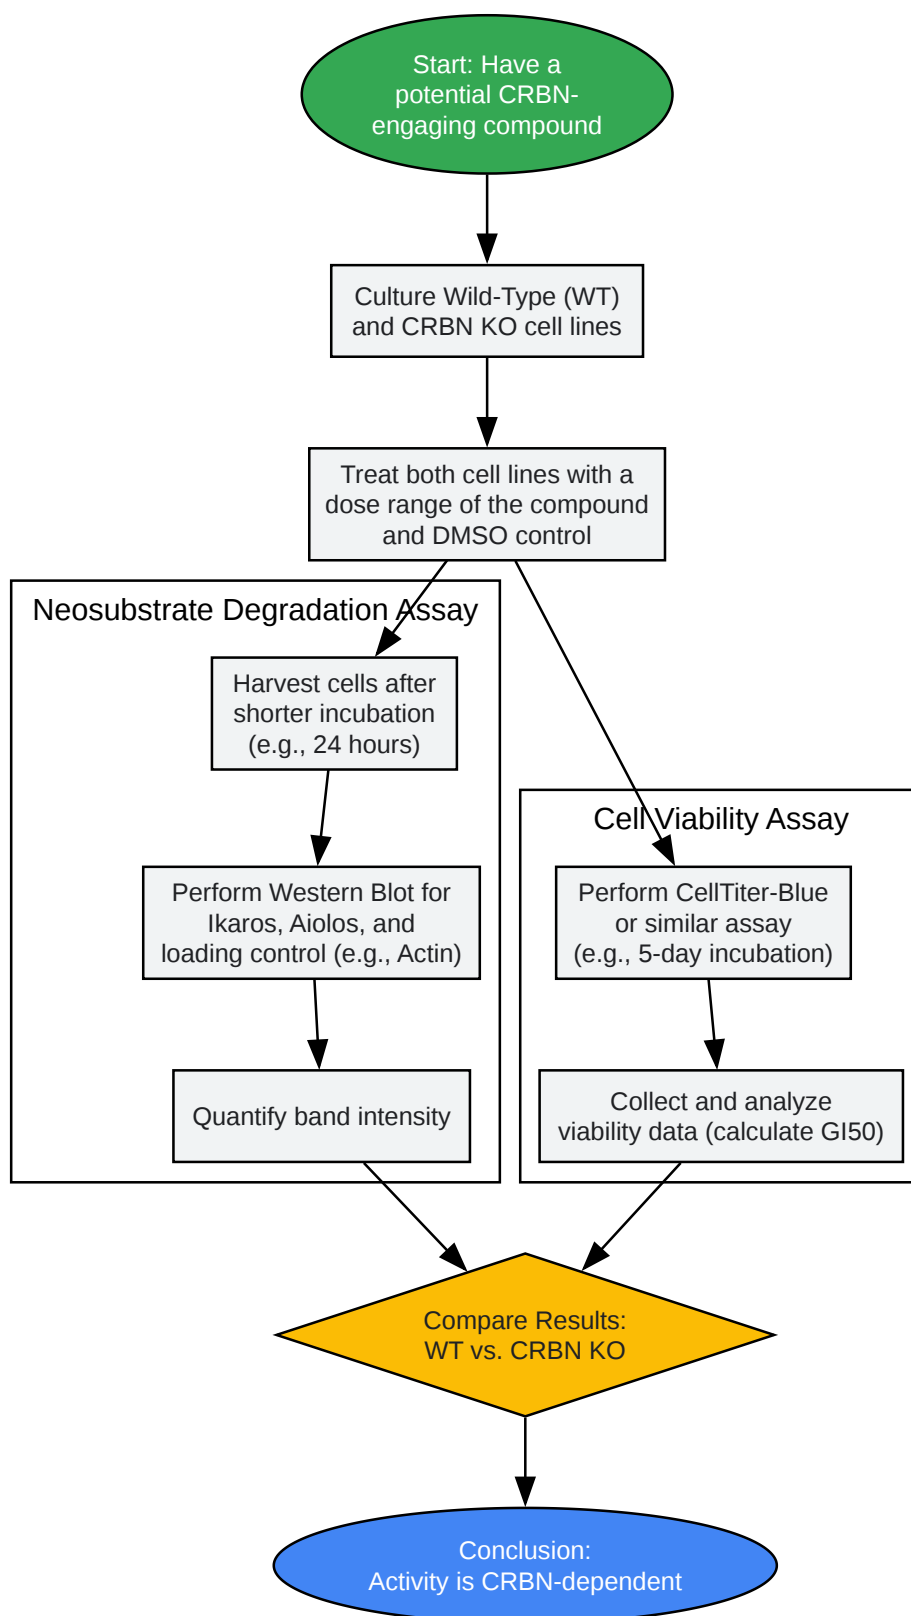 Start: Have a
potential CRBN-
engaging compound
Culture Wild-Type (WT)
and CRBN KO cell lines
Treat both cell lines with a
dose range of the compound
and DMSO control
Neosubstrate Degradation Assay
Harvest cells after
shorter incubation
(e.g., 24 hours)
Perform Western Blot for
Ikaros, Aiolos, and
loading control (e.g., Actin)
Quantify band intensity
Cell Viability Assay
Perform CellTiter-Blue
or similar assay
(e.g., 5-day incubation)
Collect and analyze
viability data (calculate GI50)
Compare Results:
WT vs. CRBN KO
Conclusion:
Activity is CRBN-dependent